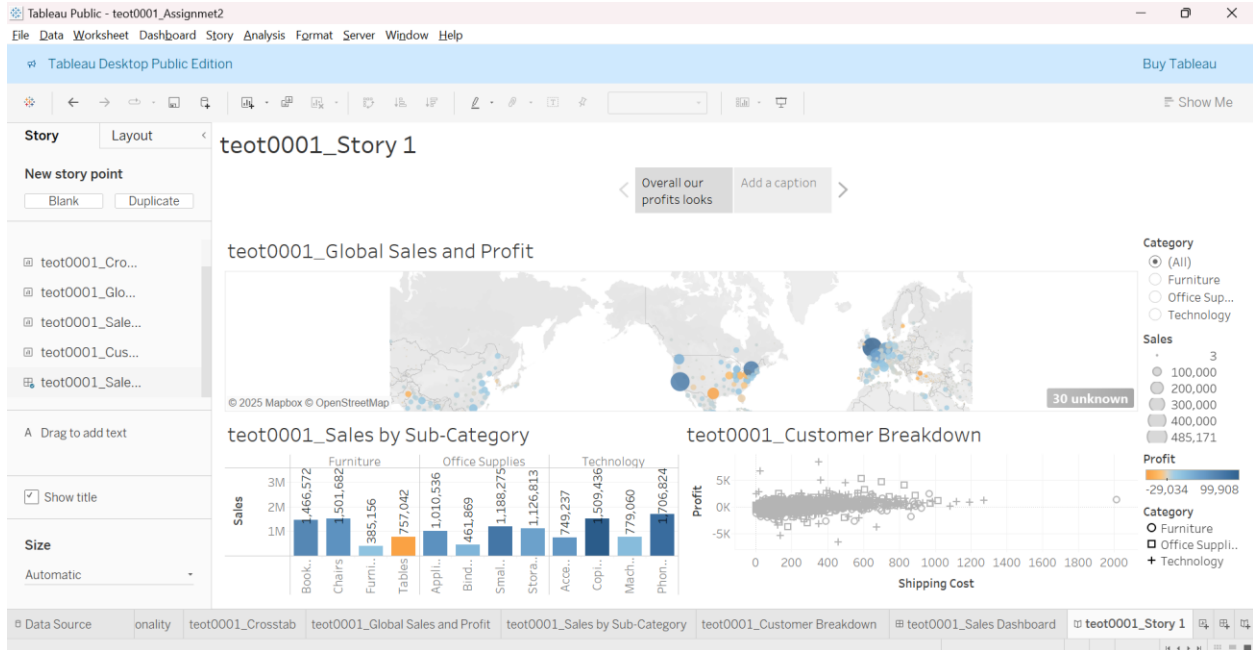 Tableau Public - teot0001_Assignmet2
File Data Worksheet Dashboard Story Analysis Format Server Window Help
Tableau Desktop Public Edition
Buy Tableau
Show Me
Story Layout
New story point
Blank Duplicate
teot0001_Cro...
teot0001_Glo...
teot0001_Sale...
teot0001_Cus...
teot0001_Sale...
A Drag to add text
Show title
Size
Automatic
teot0001_Story 1
Overall our
profits looks
Add a caption
teot0001_Global Sales and Profit
© 2025 Mapbox © OpenStreetMap
30 unknown
Category
(All)
Furniture
Office Sup...
Technology
Sales
3
100,000
200,000
300,000
400,000
485,171
Profit
-29,034 99,908
Category
Furniture
Office Suppli...
Technology
teot0001_Sales by Sub-Category
Furniture Office Supplies Technology
Sales
3M
2M
1M
1,466,572
1,501,682
385,156
757,042
1,010,536
461,869
1,188,275
1,126,813
749,237
1,509,436
779,060
1,706,824
Book..
Chairs
Furni..
Tables
Appli..
Bind..
Smal..
Stora..
Acce..
Copi..
Mach..
Phon..
teot0001_Customer Breakdown
Profit
5K
0K
-5K
0 200 400 600 800 1000 1200 1400 1600 1800 2000
Shipping Cost
Data Source onality teot0001_Crosstab teot0001_Global Sales and Profit teot0001_Sales by Sub-Category teot0001_Customer Breakdown teot0001_Sales Dashboard teot0001_Story 1